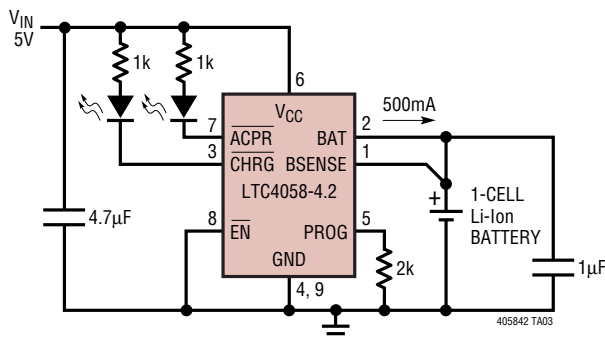 VIN
5V
1k
1k
6
VCC
500mA
7
ACPR
BAT
2
3
CHRG
BSENSE
1
LTC4058-4.2
+
1-CELL
Li-Ion
BATTERY
4.7µF
8
EN
PROG
5
GND
2k
1µF
4, 9
405842 TA03